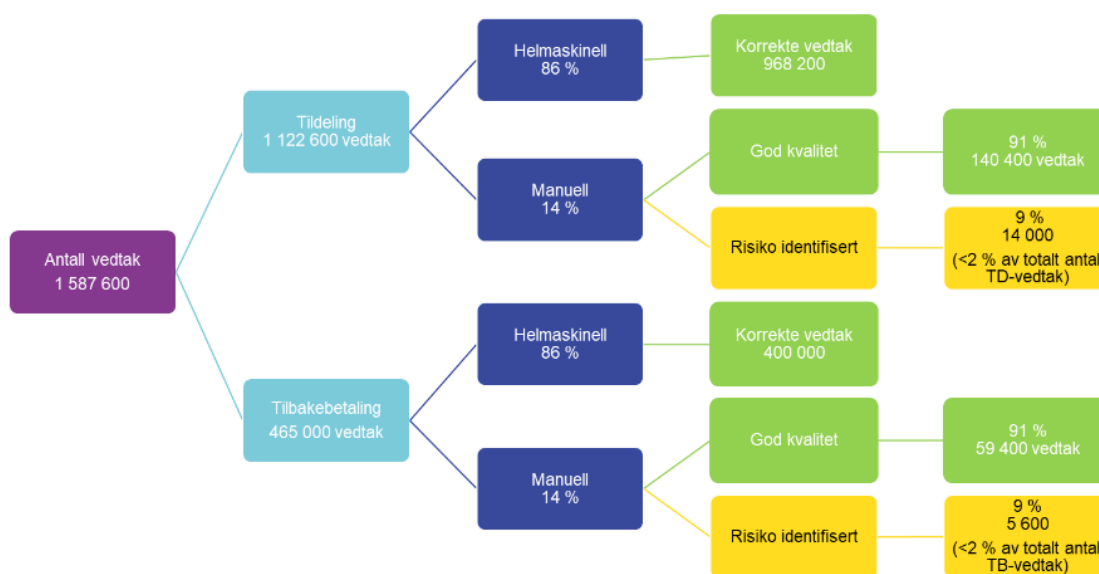 Antall vedtak
1 587 600
Tildeling
1 122 600 vedtak
Helmaskinell
86 %
Korrekte vedtak
968 200
Manuell
14 %
God kvalitet
91 %
140 400 vedtak
Risiko identifisert
9 %
14 000
(<2 % av totalt antal
TD-vedtak)
Tilbakebetaling
465 000 vedtak
Helmaskinell
86 %
Korrekte vedtak
400 000
Manuell
14 %
God kvalitet
91 %
59 400 vedtak
Risiko identifisert
9 %
5 600
(<2 % av totalt antal
TB-vedtak)